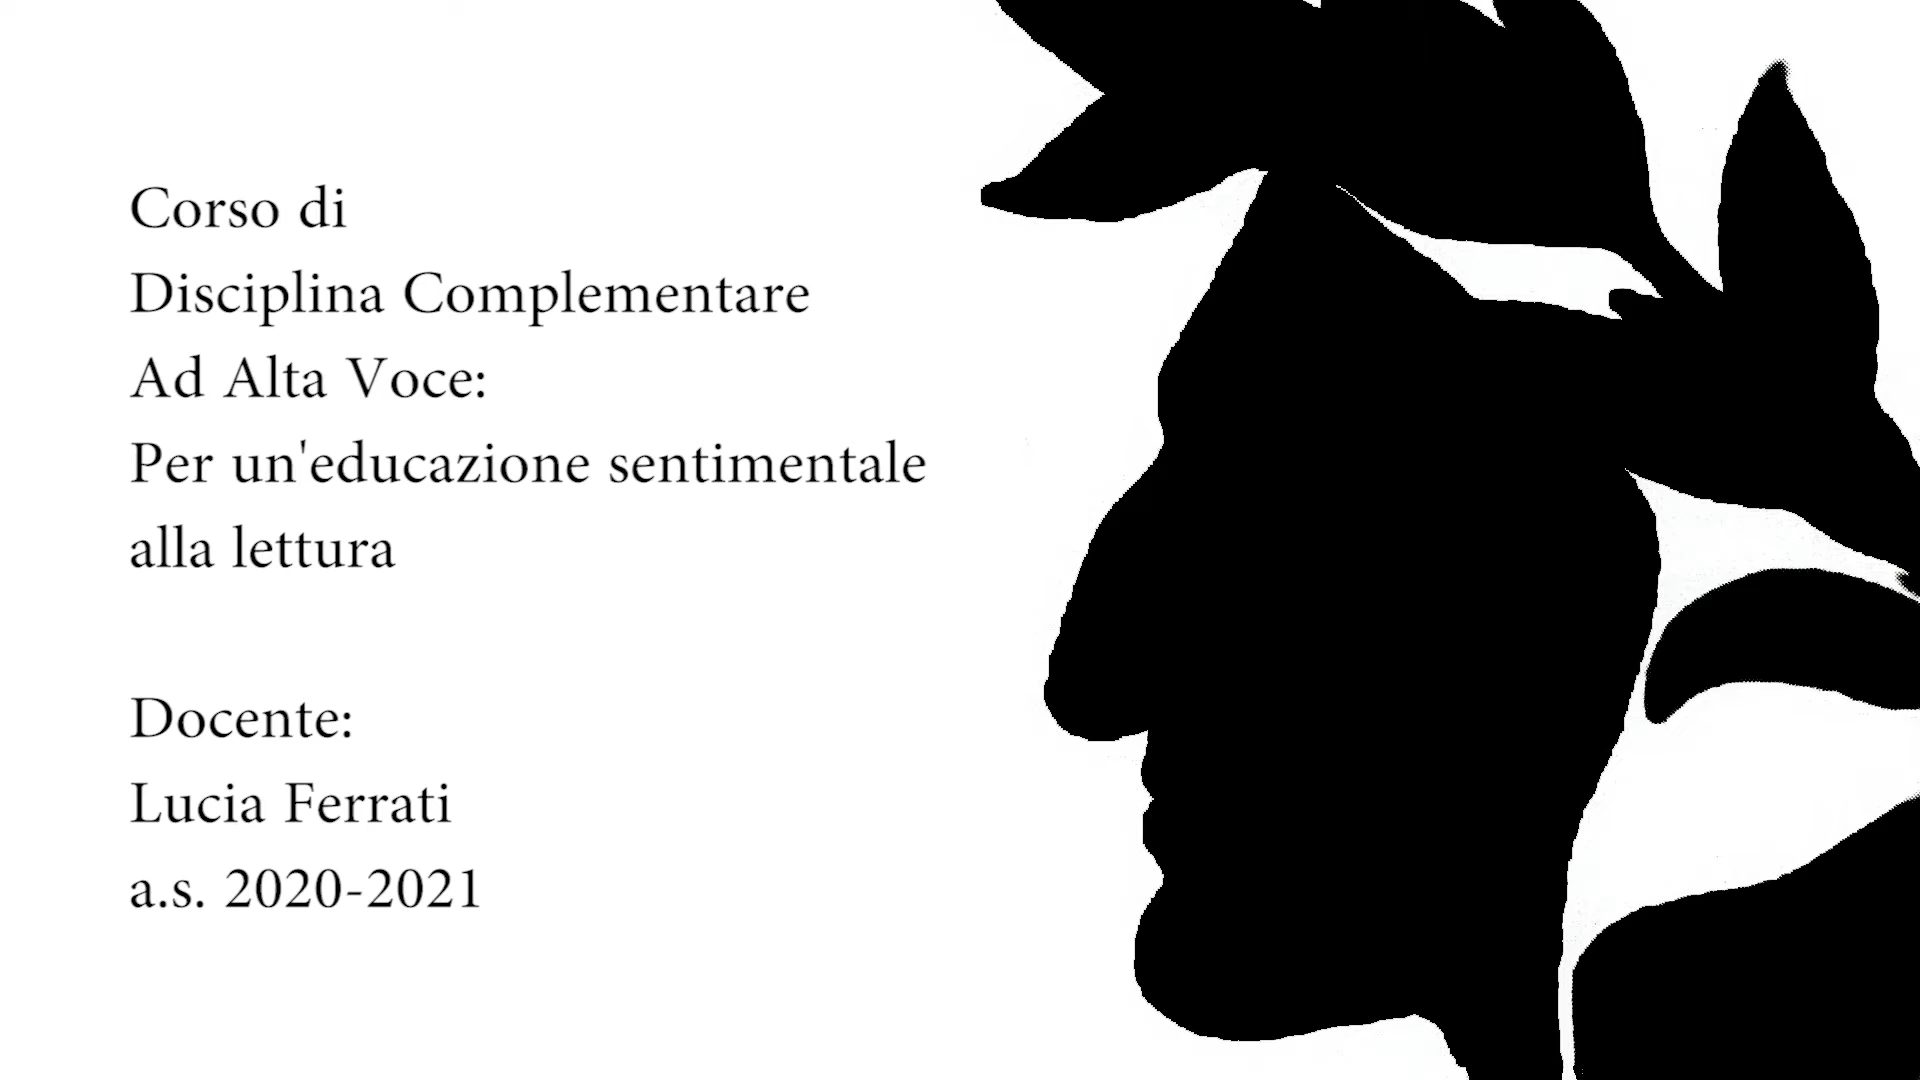 Corso di
Disciplina Complementare
Ad Alta Voce:
Per un'educazione sentimentale
alla lettura
Docente:
Lucia Ferrati
a.s. 2020-2021